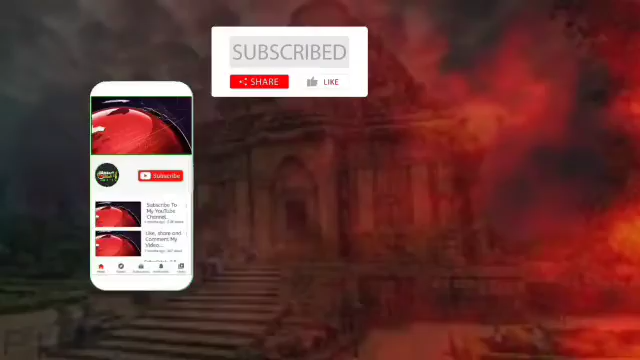 SUBSCRIBED
SHARE
LIKE
Subscribe
Subscribe To
My YouTube
Channel.
Like, share and
Comment My
Video...